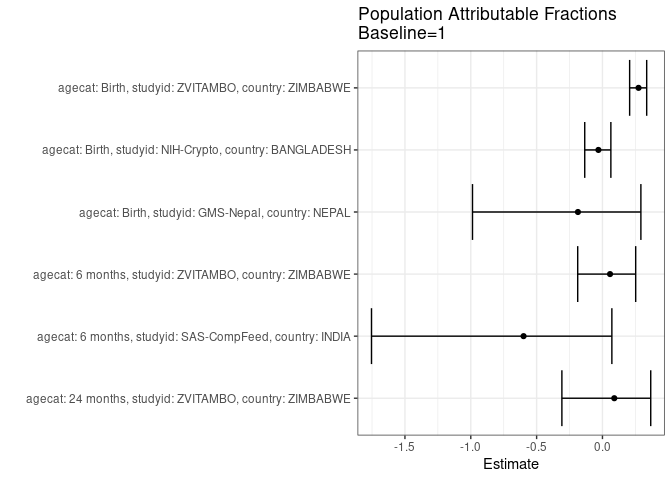 Population Attributable Fractions
Baseline=1
agecat: Birth, studyid: ZVITAMBO, country: ZIMBABWE
agecat: Birth, studyid: NIH-Crypto, country: BANGLADESH
agecat: Birth, studyid: GMS-Nepal, country: NEPAL
agecat: 6 months, studyid: ZVITAMBO, country: ZIMBABWE
agecat: 6 months, studyid: SAS-CompFeed, country: INDIA
agecat: 24 months, studyid: ZVITAMBO, country: ZIMBABWE
-1.5 -1.0 -0.5 0.0
Estimate